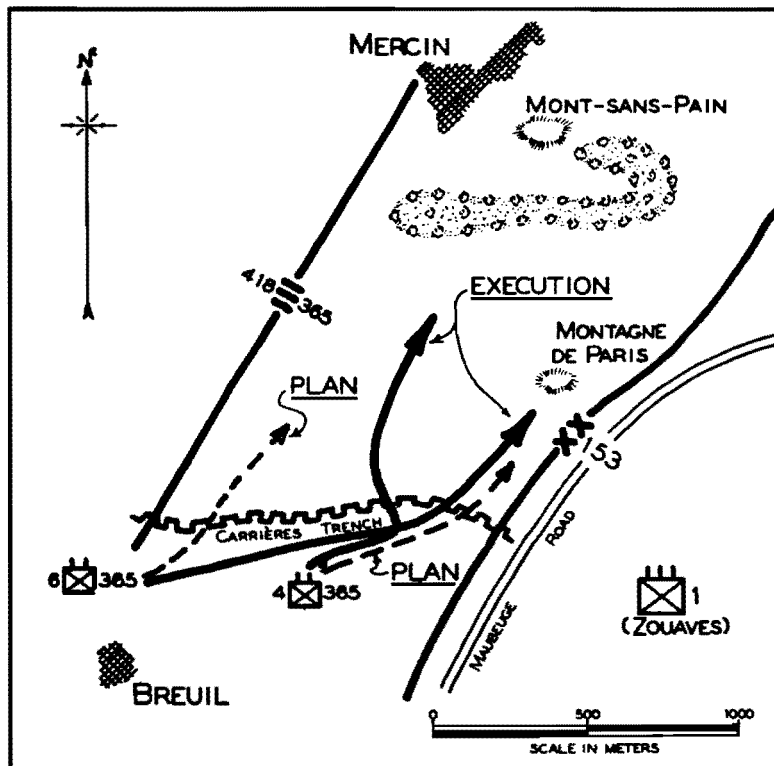 MERCIN
N
MONT-SANS-PAIN
418 365
EXECUTION
MONTAGNE
DE PARIS
PLAN
153
CARRIÈRES TRENCH
6 365
4 365
PLAN
1
(ZOUAVES)
MAUBEUGE ROAD
BREUIL
0 500 1000
SCALE IN METERS